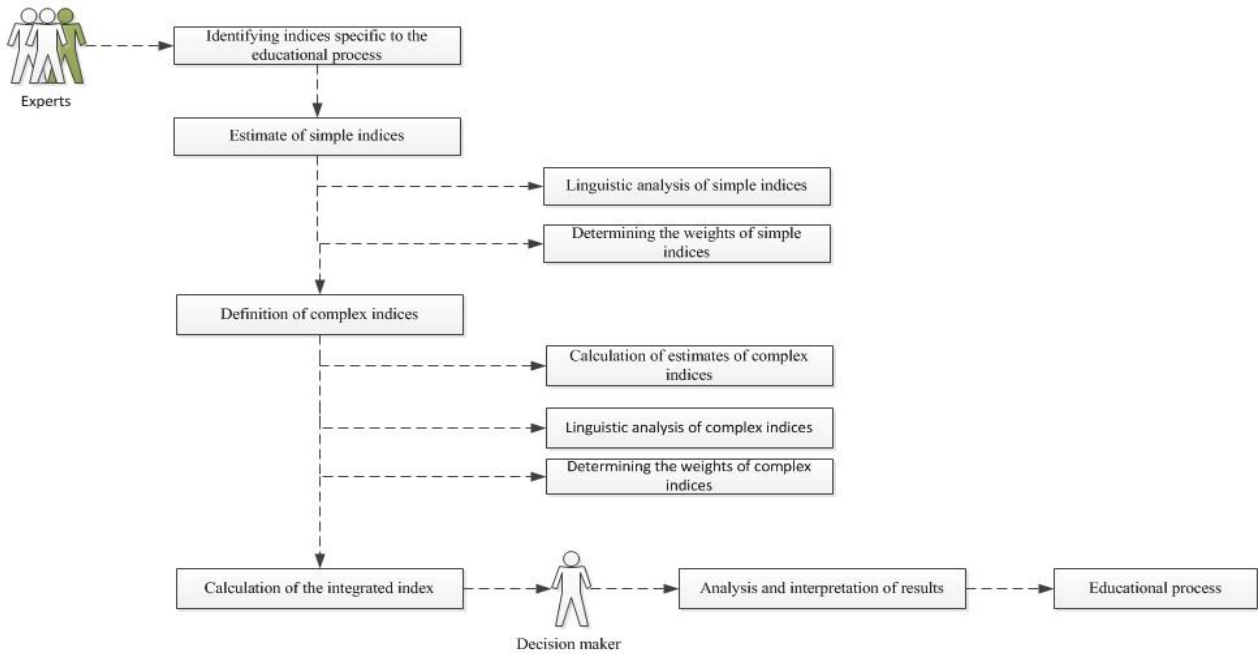 Identifying indices specific to the
educational process
Experts
Estimate of simple indices
Linguistic analysis of simple indices
Determining the weights of simple
indices
Definition of complex indices
Calculation of estimates of complex
indices
Linguistic analysis of complex indices
Determining the weights of complex
indices
Calculation of the integrated index
Decision maker
Analysis and interpretation of results
Educational process